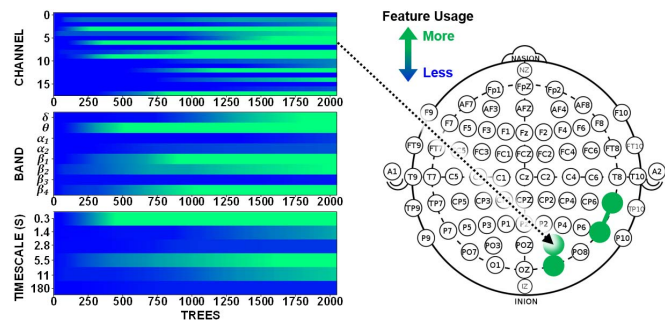 Feature Usage
More
Less
CHANNEL
0
5
10
15
0 250 500 750 1000 1250 1500 1750 2000
BAND
δ
θ
α1
α2
β1
β2
β3
β4
0 250 500 750 1000 1250 1500 1750 2000
TIMESCALE (S)
0.3
1.4
2.8
5.5
11
180
0 250 500 750 1000 1250 1500 1750 2000
TREES
NASION
NZ
Fp1 FpZ Fp2
AF7 AF3 AFZ AF4 AF8
F9 F7 F5 F3 F1 Fz F2 F4 F6 F8 F10
FT9 FT7 FC3 FC1 FCZ FC2 FC4 FC6 FT8 FT10
A1 T9 T7 C5 C1 Cz C2 C4 C6 T8 T10 A2
TP9 TP7 CP5 CP3 CPZ CP2 CP4 CP6 TP10
P9 P7 P5 P3 P1 P2 P4 P6 P10
PO7 PO3 POZ PO8
O1 OZ
IZ
INION